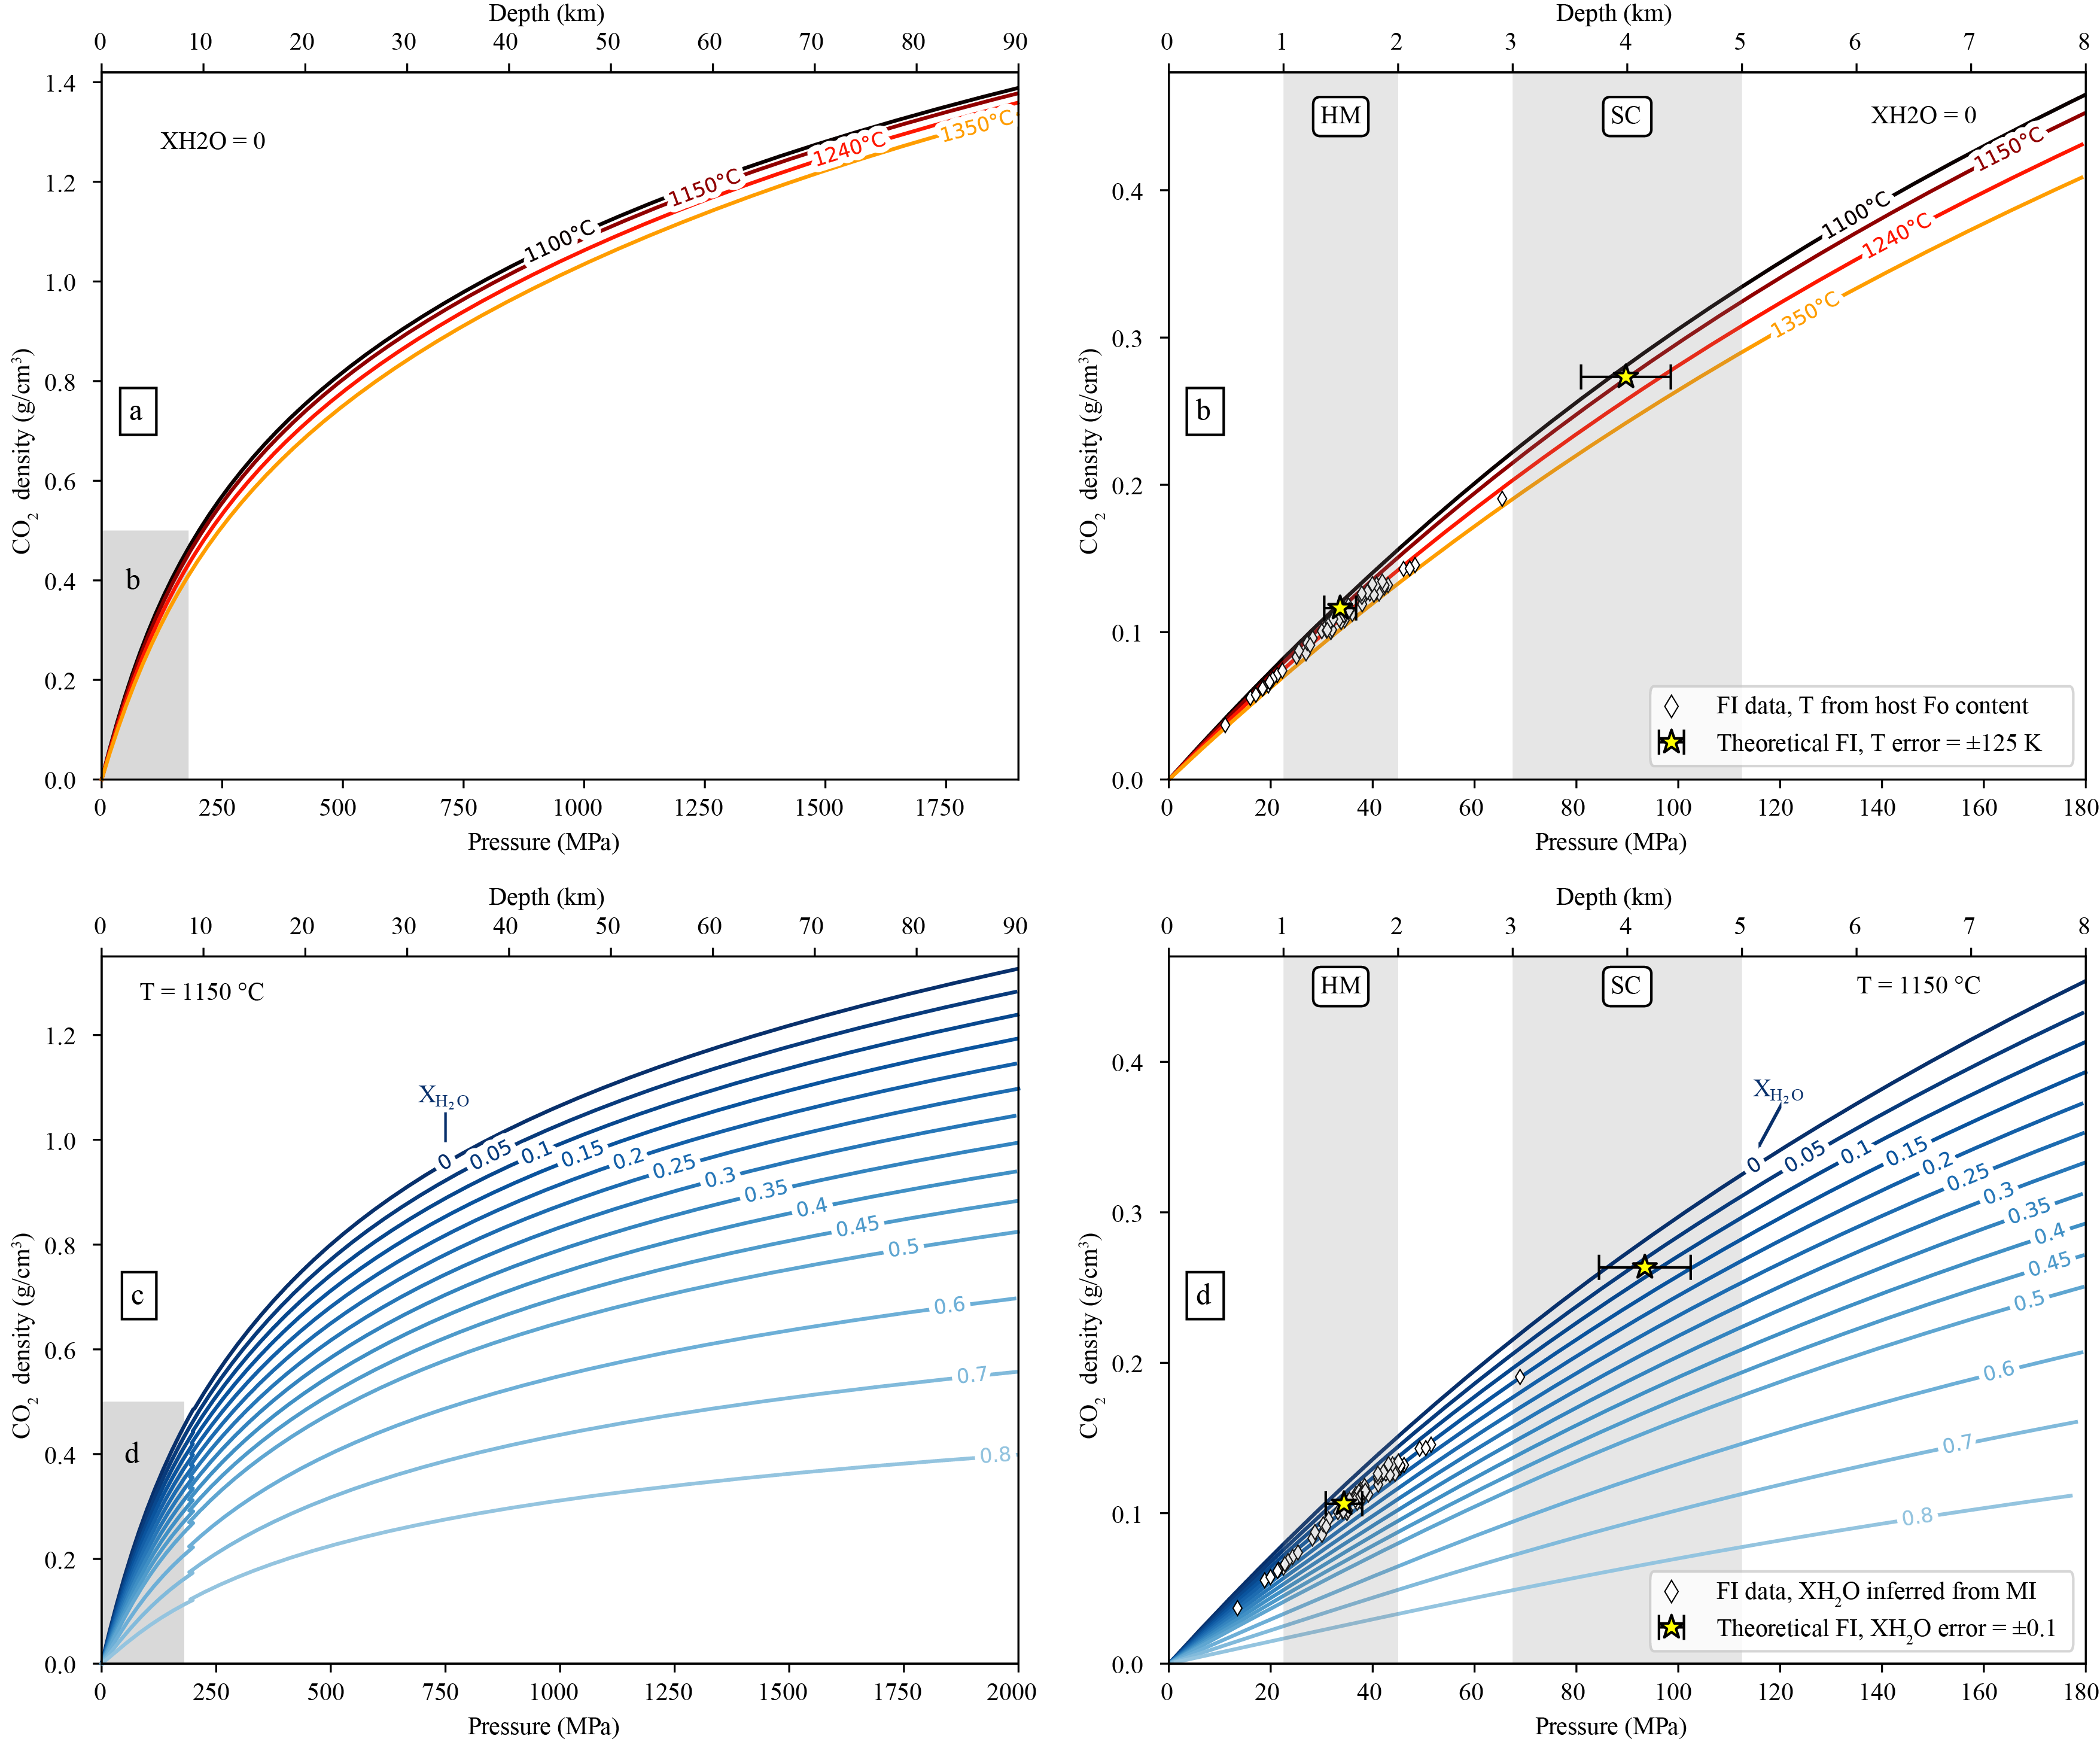 Depth (km)
0 10 20 30 40 50 60 70 80 90
1.4
1.2
1.0
0.8
0.6
0.4
0.2
0.0
CO2 density (g/cm³)
XH2O = 0
1100°C
1150°C
1240°C
1350°C
a
b
0 250 500 750 1000 1250 1500 1750
Pressure (MPa)
Depth (km)
0 1 2 3 4 5 6 7 8
0.4
0.3
0.2
0.1
0.0
CO2 density (g/cm³)
HM
SC
XH2O = 0
1150°C
1100°C
1240°C
1350°C
b
FI data, T from host Fo content
Theoretical FI, T error = ±125 K
0 20 40 60 80 100 120 140 160 180
Pressure (MPa)
Depth (km)
0 10 20 30 40 50 60 70 80 90
1.2
1.0
0.8
0.6
0.4
0.2
0.0
CO2 density (g/cm³)
T = 1150 °C
XH2O
0 0.05 0.1 0.15 0.2 0.25 0.3 0.35 0.4 0.45 0.5 0.6 0.7 0.8
c
d
0 250 500 750 1000 1250 1500 1750 2000
Pressure (MPa)
Depth (km)
0 1 2 3 4 5 6 7 8
0.4
0.3
0.2
0.1
0.0
CO2 density (g/cm³)
HM
SC
T = 1150 °C
XH2O
0 0.05 0.1 0.15 0.2 0.25 0.3 0.35 0.4 0.45 0.5 0.6 0.7 0.8
d
FI data, XH2O inferred from MI
Theoretical FI, XH2O error = ±0.1
0 20 40 60 80 100 120 140 160 180
Pressure (MPa)